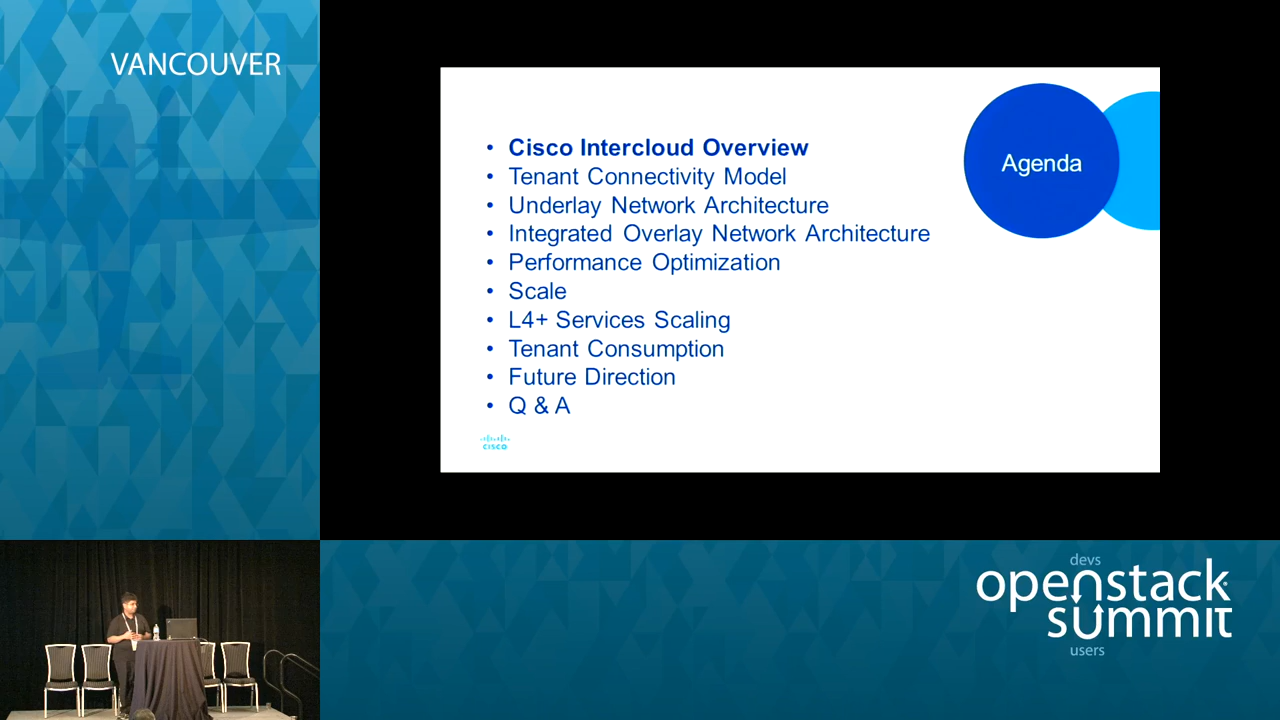 VANCOUVER
Agenda
• Cisco Intercloud Overview
• Tenant Connectivity Model
• Underlay Network Architecture
• Integrated Overlay Network Architecture
• Performance Optimization
• Scale
• L4+ Services Scaling
• Tenant Consumption
• Future Direction
• Q & A
cisco
devs
openstack
summit
users